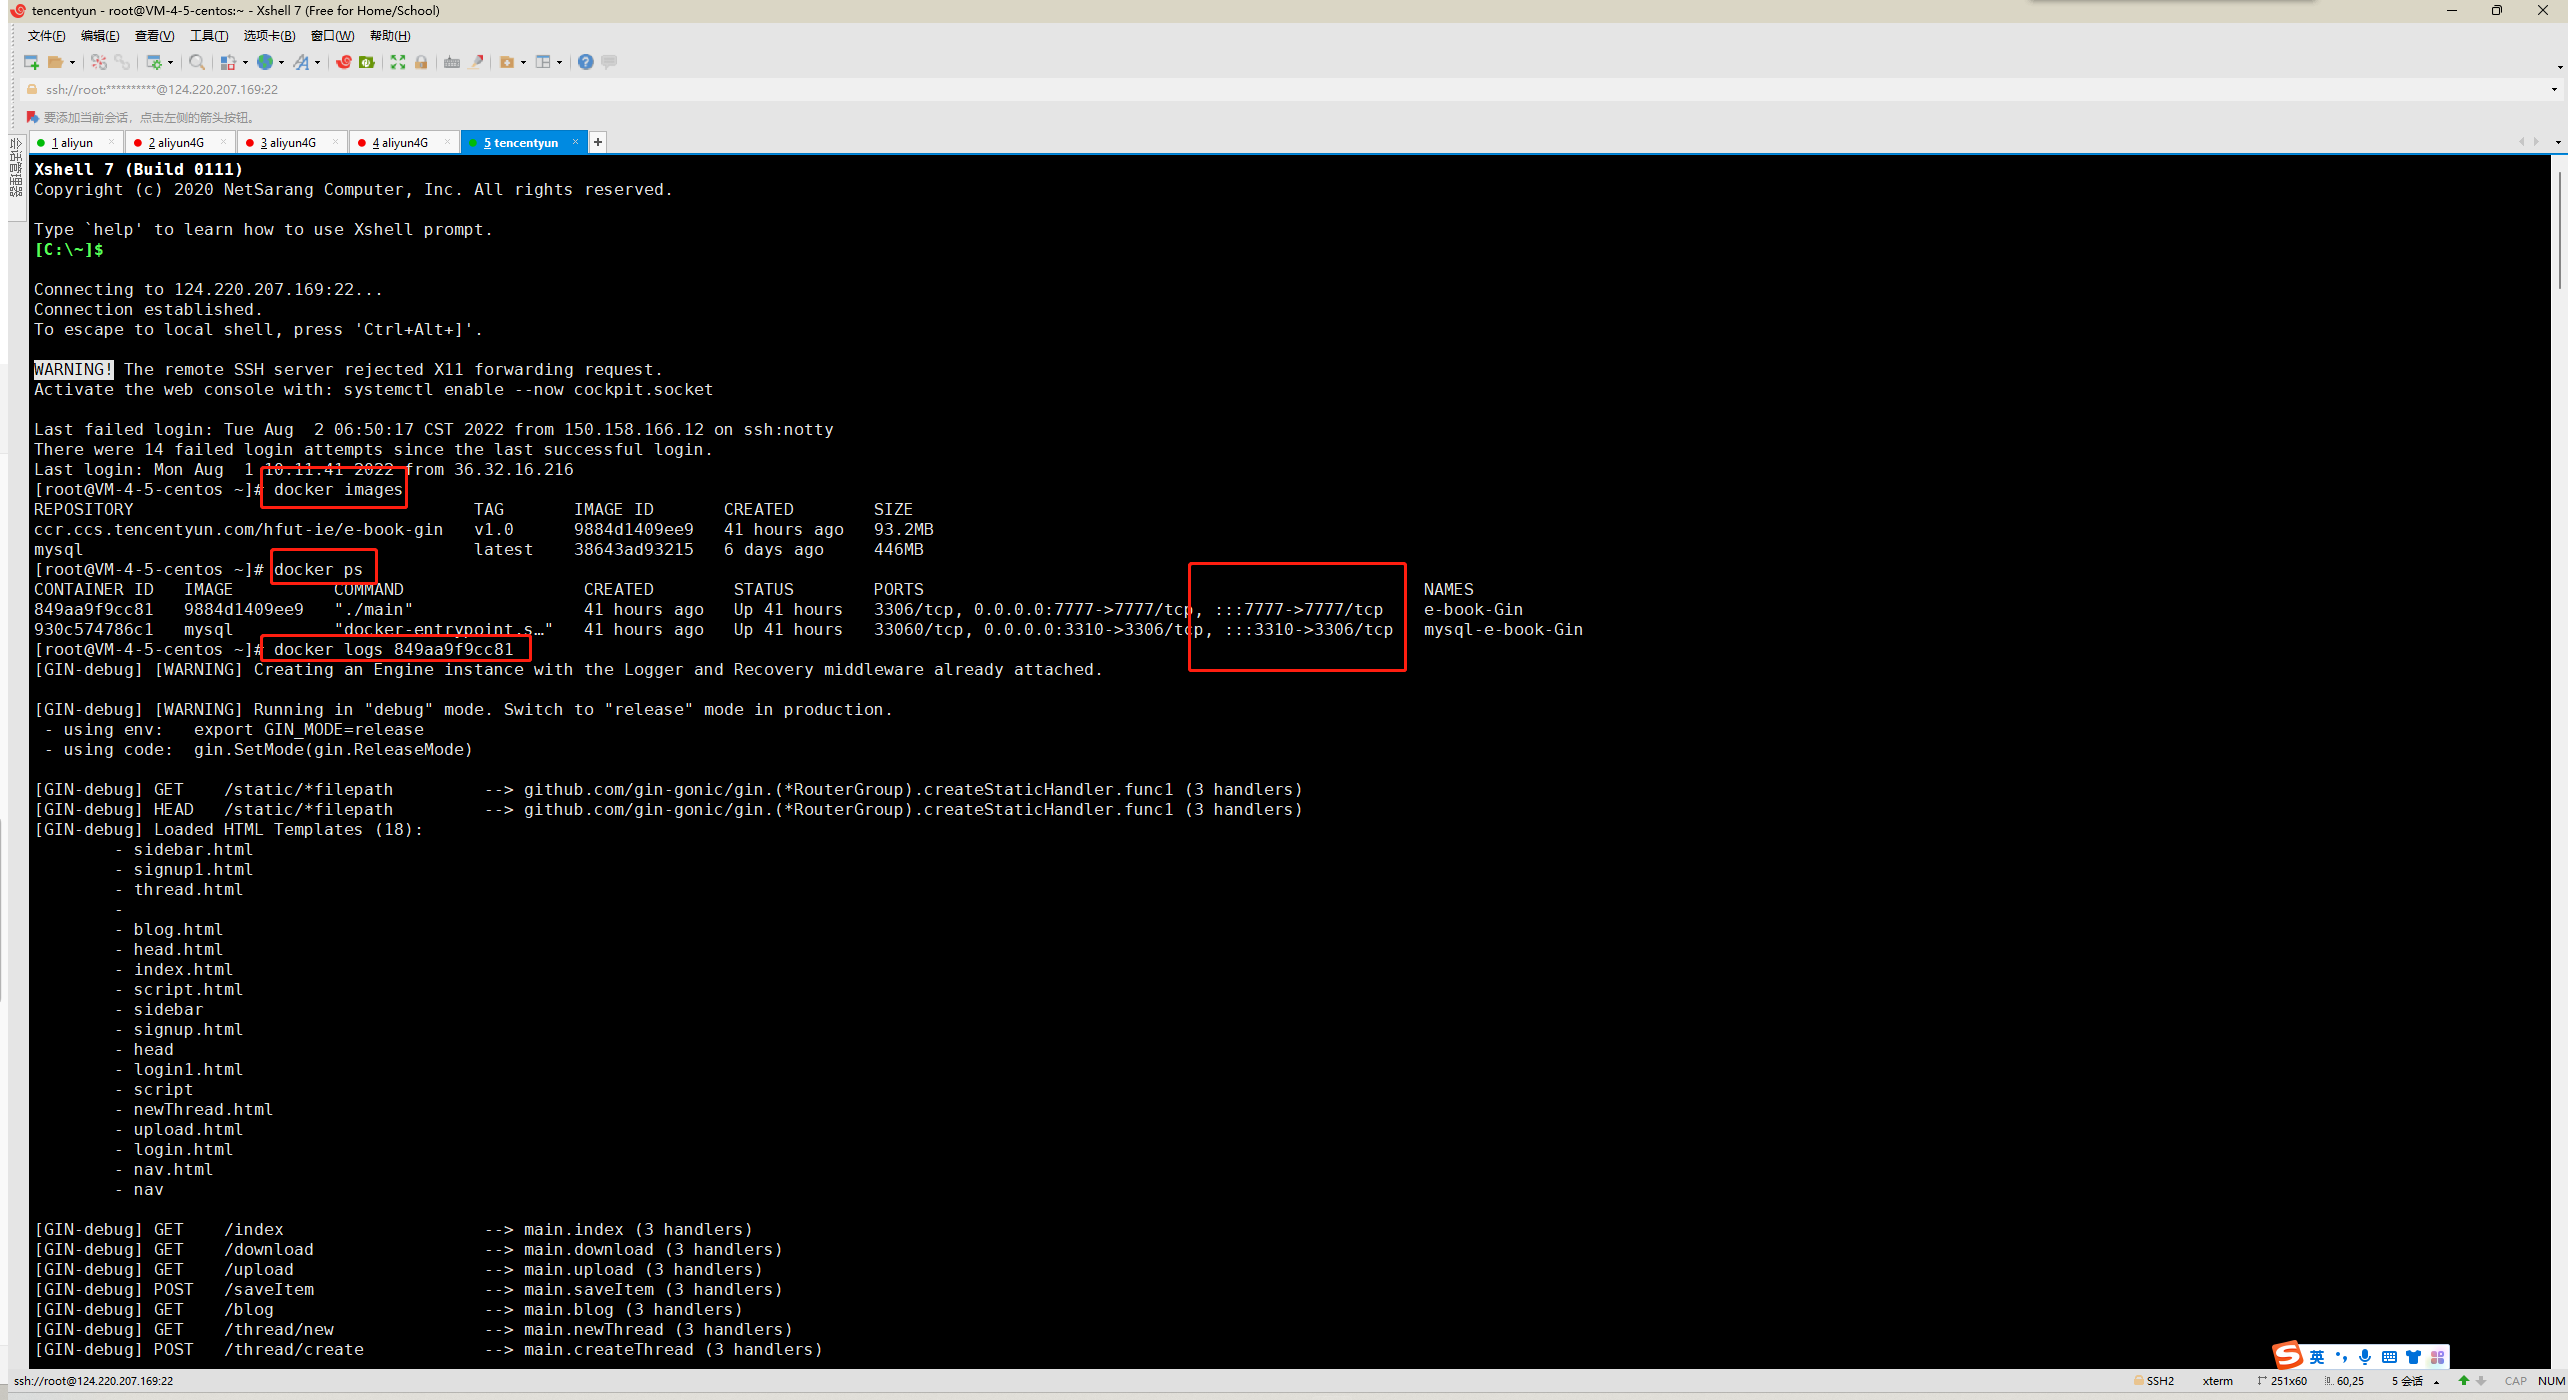 tencentyun - root@VM-4-5-centos:~ - Xshell 7 (Free for Home/School)
文件(F) 编辑(E) 查看(V) 工具(T) 选项卡(B) 窗口(W) 帮助(H)
ssh://root:**********@124.220.207.169:22
要添加当前会话，点击左侧的箭头按钮。
会话管理器
1 aliyun 2 aliyun4G 3 aliyun4G 4 aliyun4G 5 tencentyun
Xshell 7 (Build 0111)
Copyright (c) 2020 NetSarang Computer, Inc. All rights reserved.
Type `help' to learn how to use Xshell prompt.
[C:\~]$
Connecting to 124.220.207.169:22...
Connection established.
To escape to local shell, press 'Ctrl+Alt+]'.
WARNING! The remote SSH server rejected X11 forwarding request.
Activate the web console with: systemctl enable --now cockpit.socket
Last failed login: Tue Aug  2 06:50:17 CST 2022 from 150.158.166.12 on ssh:notty
There were 14 failed login attempts since the last successful login.
Last login: Mon Aug  1 10:11:41 2022 from 36.32.16.216
[root@VM-4-5-centos ~]# docker images
REPOSITORY TAG IMAGE ID CREATED SIZE
ccr.ccs.tencentyun.com/hfut-ie/e-book-gin v1.0 9884d1409ee9 41 hours ago 93.2MB
mysql latest 38643ad93215 6 days ago 446MB
[root@VM-4-5-centos ~]# docker ps
CONTAINER ID IMAGE COMMAND CREATED STATUS PORTS NAMES
849aa9f9cc81 9884d1409ee9 "./main" 41 hours ago Up 41 hours 3306/tcp, 0.0.0.0:7777->7777/tcp, :::7777->7777/tcp e-book-Gin
930c574786c1 mysql "docker-entrypoint.s…" 41 hours ago Up 41 hours 33060/tcp, 0.0.0.0:3310->3306/tcp, :::3310->3306/tcp mysql-e-book-Gin
[root@VM-4-5-centos ~]# docker logs 849aa9f9cc81
[GIN-debug] [WARNING] Creating an Engine instance with the Logger and Recovery middleware already attached.
[GIN-debug] [WARNING] Running in "debug" mode. Switch to "release" mode in production.
- using env: export GIN_MODE=release
- using code: gin.SetMode(gin.ReleaseMode)
[GIN-debug] GET /static/*filepath --> github.com/gin-gonic/gin.(*RouterGroup).createStaticHandler.func1 (3 handlers)
[GIN-debug] HEAD /static/*filepath --> github.com/gin-gonic/gin.(*RouterGroup).createStaticHandler.func1 (3 handlers)
[GIN-debug] Loaded HTML Templates (18):
- sidebar.html
- signup1.html
- thread.html
-
- blog.html
- head.html
- index.html
- script.html
- sidebar
- signup.html
- head
- login1.html
- script
- newThread.html
- upload.html
- login.html
- nav.html
- nav
[GIN-debug] GET /index --> main.index (3 handlers)
[GIN-debug] GET /download --> main.download (3 handlers)
[GIN-debug] GET /upload --> main.upload (3 handlers)
[GIN-debug] POST /saveItem --> main.saveItem (3 handlers)
[GIN-debug] GET /blog --> main.blog (3 handlers)
[GIN-debug] GET /thread/new --> main.newThread (3 handlers)
[GIN-debug] POST /thread/create --> main.createThread (3 handlers)
英
ssh://root@124.220.207.169:22 SSH2 xterm 251x60 60,25 5 会话 CAP NUM